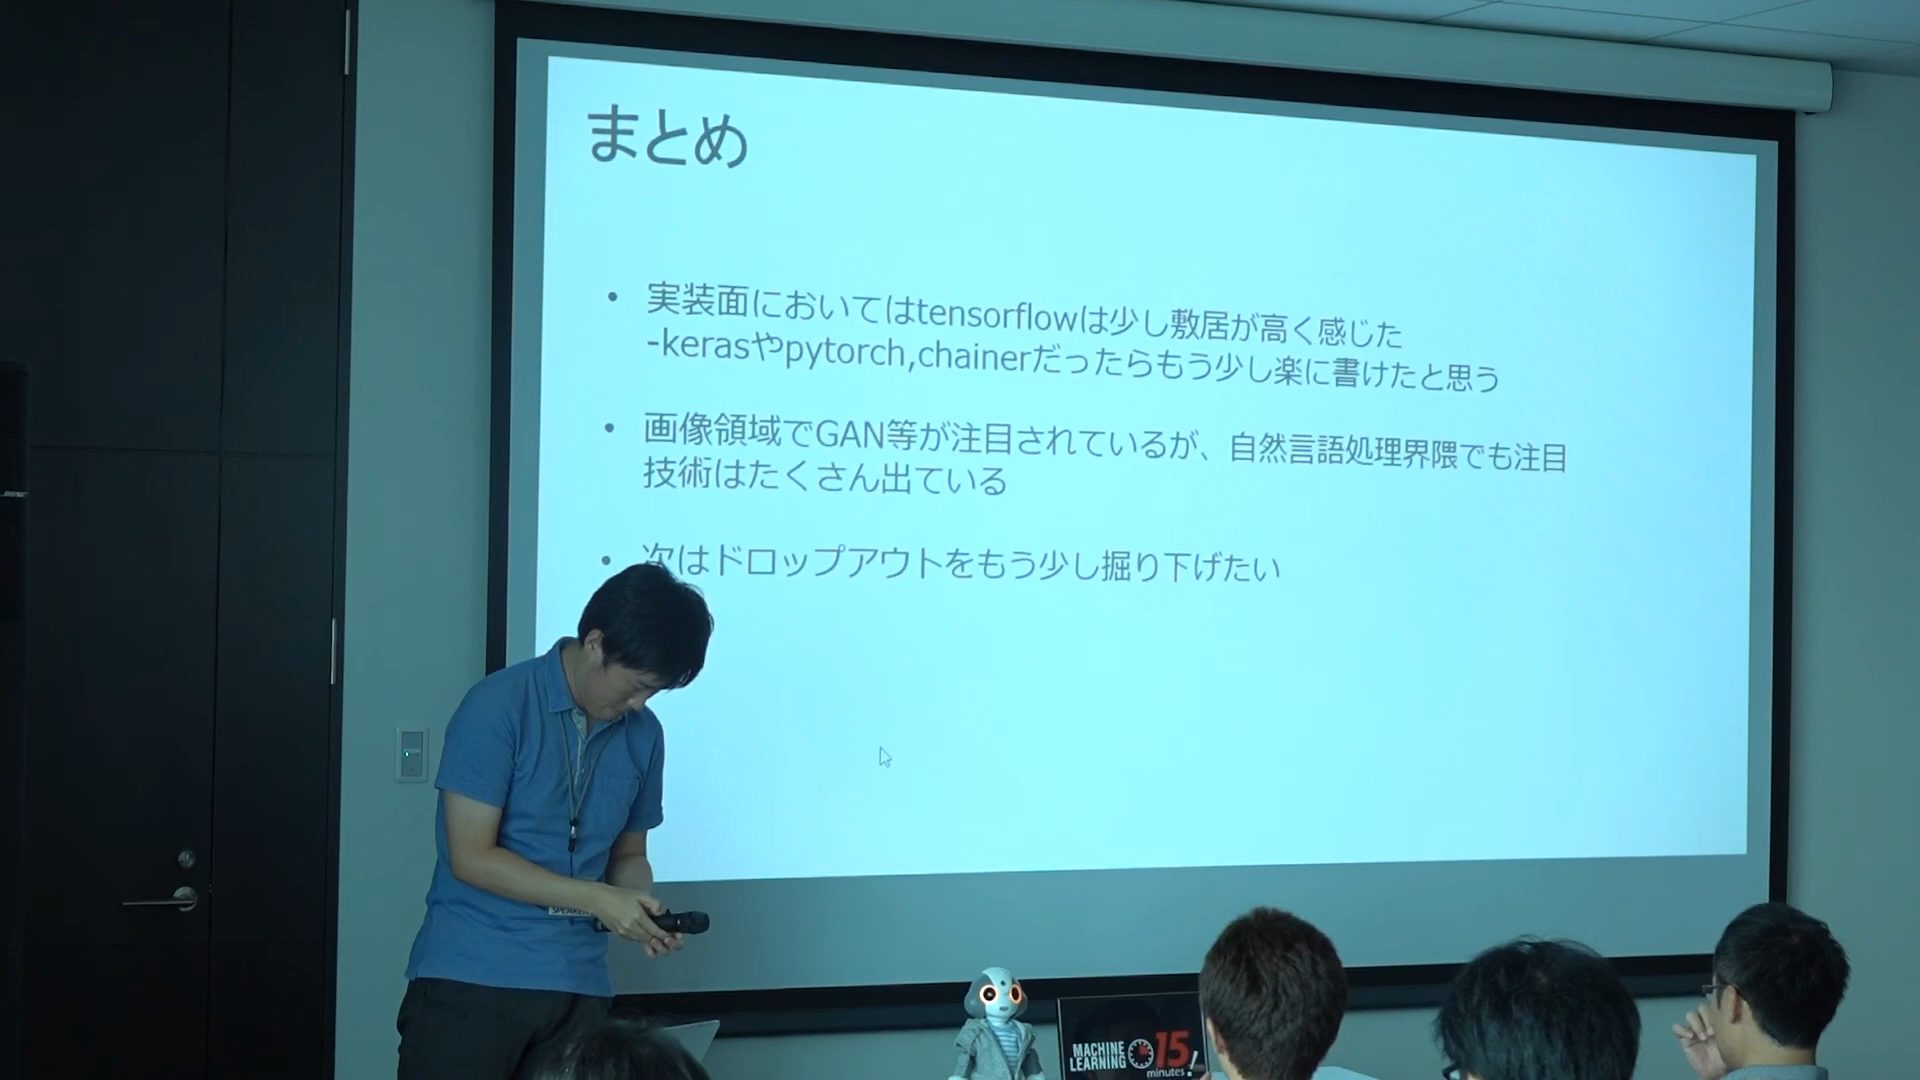 まとめ
• 実装面においてはtensorflowは少し敷居が高く感じた
-kerasやpytorch,chainerだったらもう少し楽に書けたと思う
• 画像領域でGAN等が注目されているが、自然言語処理界隈でも注目
技術はたくさん出ている
• 次はドロップアウトをもう少し掘り下げたい
SPEAKER
MACHINE
LEARNING
15
minutes!
BOSE